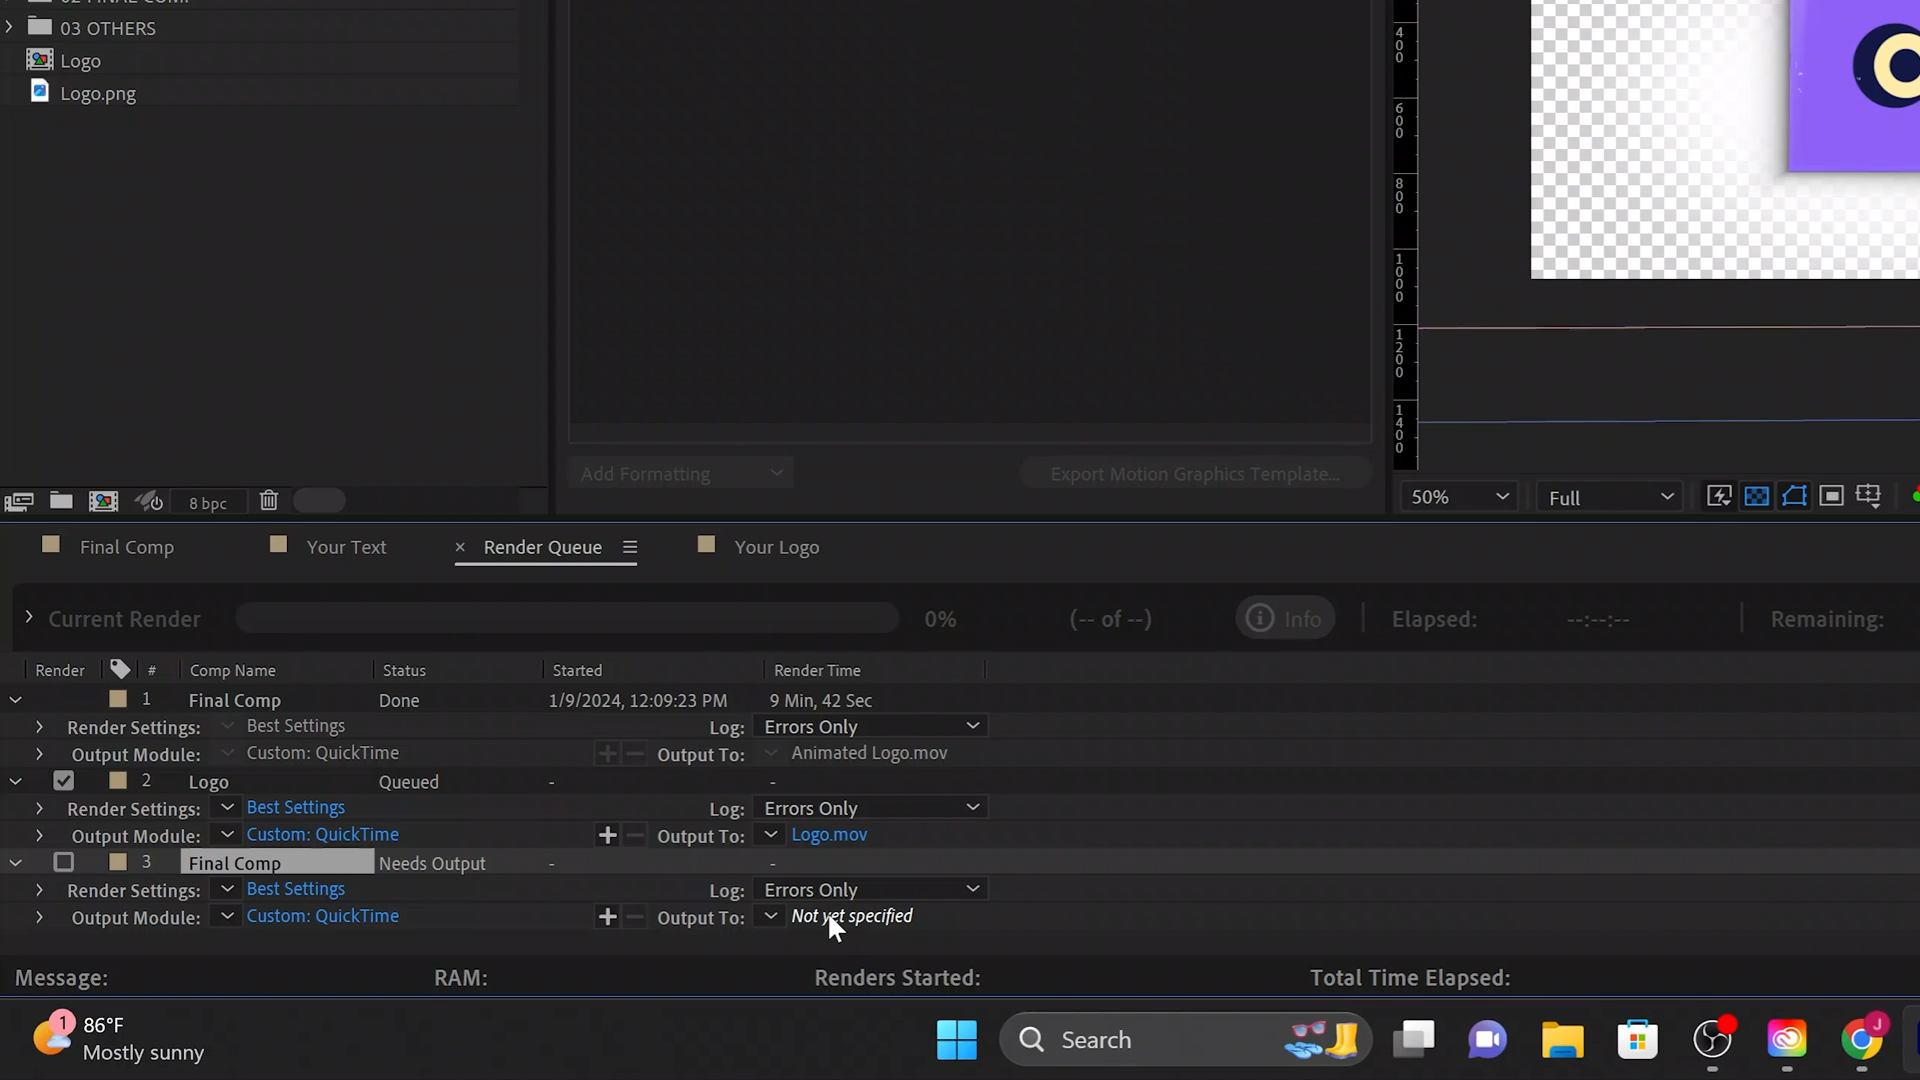 03 OTHERS
Logo
Logo.png
8 bpc
Add Formatting
Export Motion Graphics Template...
400
600
800
1000
1200
1400
50%
Full
Final Comp
Your Text
× Render Queue
Your Logo
Current Render
0%
(-- of --)
Info
Elapsed:
--:--:--
Remaining:
Render # Comp Name Status Started Render Time
1 Final Comp Done 1/9/2024, 12:09:23 PM 9 Min, 42 Sec
Render Settings: Best Settings Log: Errors Only
Output Module: Custom: QuickTime + − Output To: Animated Logo.mov
2 Logo Queued - -
Render Settings: Best Settings Log: Errors Only
Output Module: Custom: QuickTime + − Output To: Logo.mov
3 Final Comp Needs Output - -
Render Settings: Best Settings Log: Errors Only
Output Module: Custom: QuickTime + − Output To: Not yet specified
Message: RAM: Renders Started: Total Time Elapsed:
1
86°F
Mostly sunny
Search
J